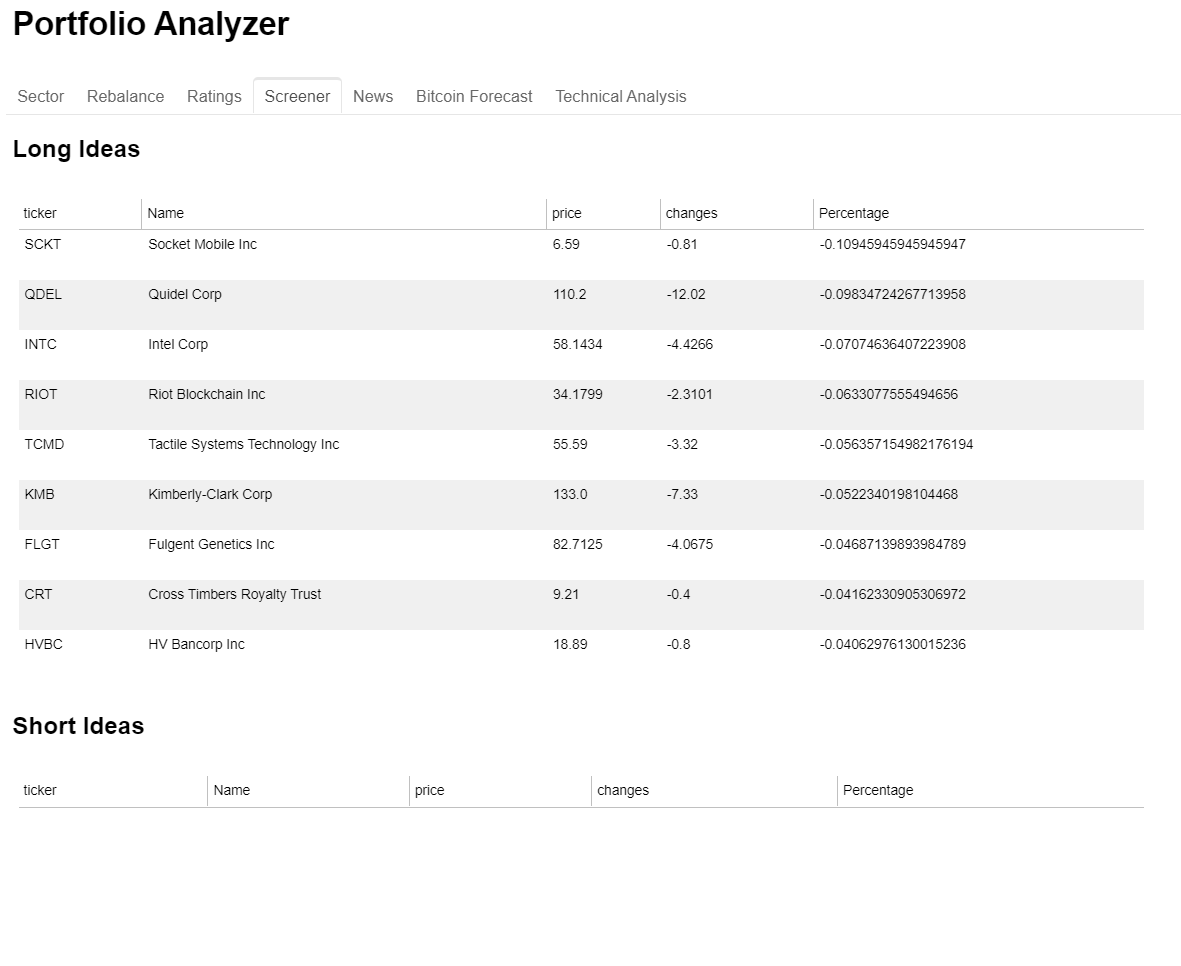 Portfolio Analyzer
Sector Rebalance Ratings Screener News Bitcoin Forecast Technical Analysis
Long Ideas
ticker Name price changes Percentage
SCKT Socket Mobile Inc 6.59 -0.81 -0.10945945945945947
QDEL Quidel Corp 110.2 -12.02 -0.09834724267713958
INTC Intel Corp 58.1434 -4.4266 -0.07074636407223908
RIOT Riot Blockchain Inc 34.1799 -2.3101 -0.0633077555494656
TCMD Tactile Systems Technology Inc 55.59 -3.32 -0.056357154982176194
KMB Kimberly-Clark Corp 133.0 -7.33 -0.0522340198104468
FLGT Fulgent Genetics Inc 82.7125 -4.0675 -0.04687139893984789
CRT Cross Timbers Royalty Trust 9.21 -0.4 -0.04162330905306972
HVBC HV Bancorp Inc 18.89 -0.8 -0.04062976130015236
Short Ideas
ticker Name price changes Percentage